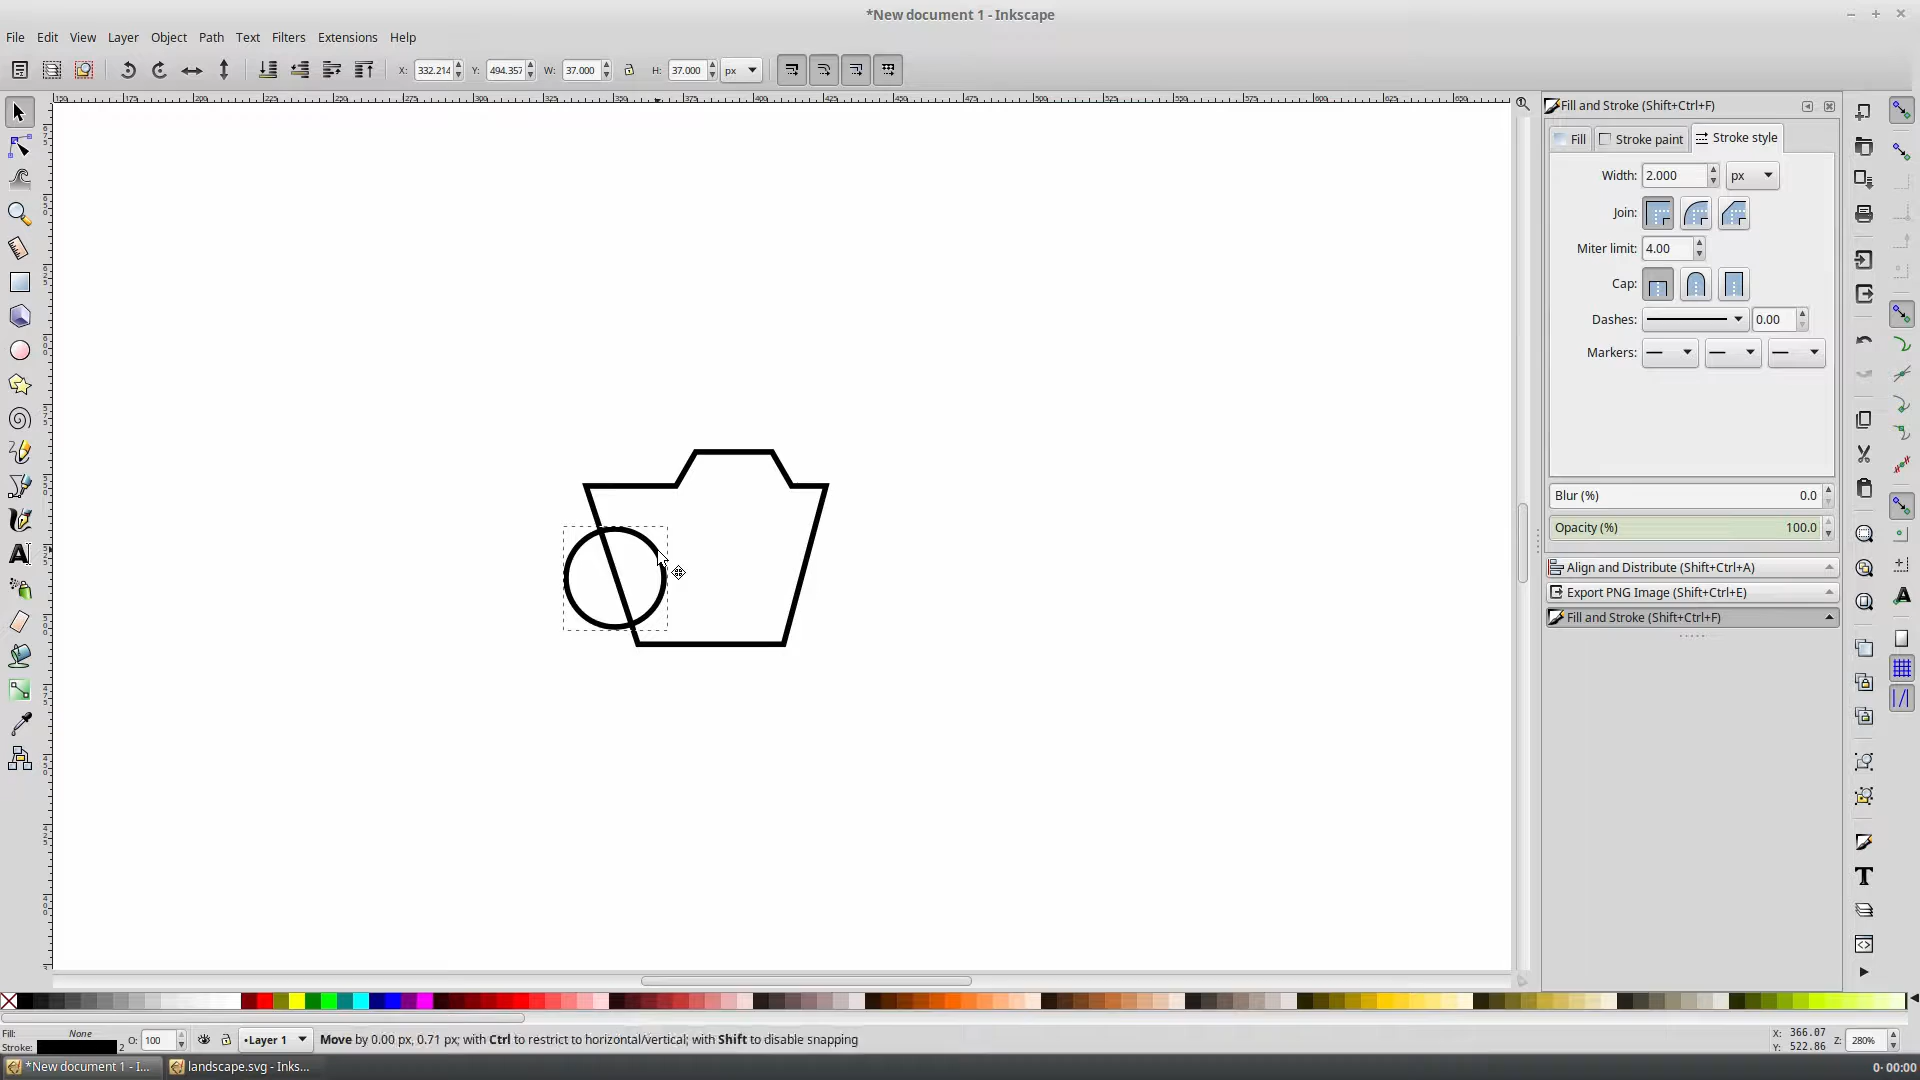 *New document 1 - Inkscape
File Edit View Layer Object Path Text Filters Extensions Help
X: 332.214 Y: 494.357 W: 37.000 H: 37.000 px
Fill and Stroke (Shift+Ctrl+F)
Fill Stroke paint Stroke style
Width: 2.000 px
Join:
Miter limit: 4.00
Cap:
Dashes: 0.00
Markers:
Blur (%) 0.0
Opacity (%) 100.0
Align and Distribute (Shift+Ctrl+A)
Export PNG Image (Shift+Ctrl+E)
Fill and Stroke (Shift+Ctrl+F)
Fill: None
Stroke: 2 O: 100 •Layer 1 Move by 0.00 px, 0.71 px; with Ctrl to restrict to horizontal/vertical; with Shift to disable snapping
X: 366.07
Y: 522.86 Z: 280%
*New document 1 - I... landscape.svg - Inks... 0- 00:00